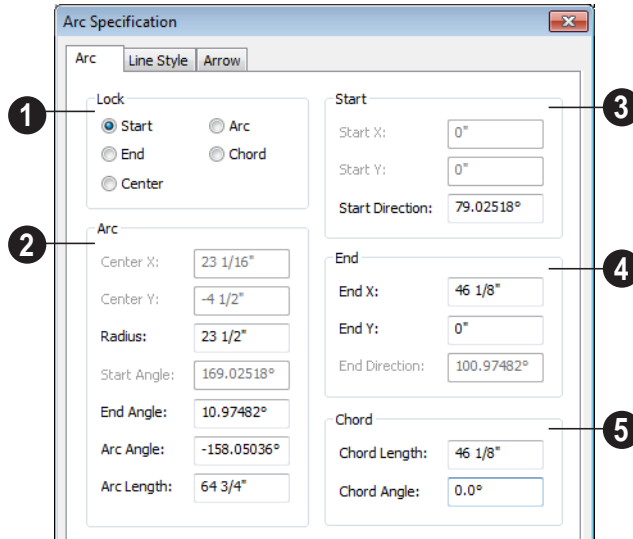 Arc Specification
Arc Line Style Arrow
1
Lock
Start Arc
End Chord
Center
2
Arc
Center X: 23 1/16"
Center Y: -4 1/2"
Radius: 23 1/2"
Start Angle: 169.02518°
End Angle: 10.97482°
Arc Angle: -158.05036°
Arc Length: 64 3/4"
3
Start
Start X: 0"
Start Y: 0"
Start Direction: 79.02518°
4
End
End X: 46 1/8"
End Y: 0"
End Direction: 100.97482°
5
Chord
Chord Length: 46 1/8"
Chord Angle: 0.0°